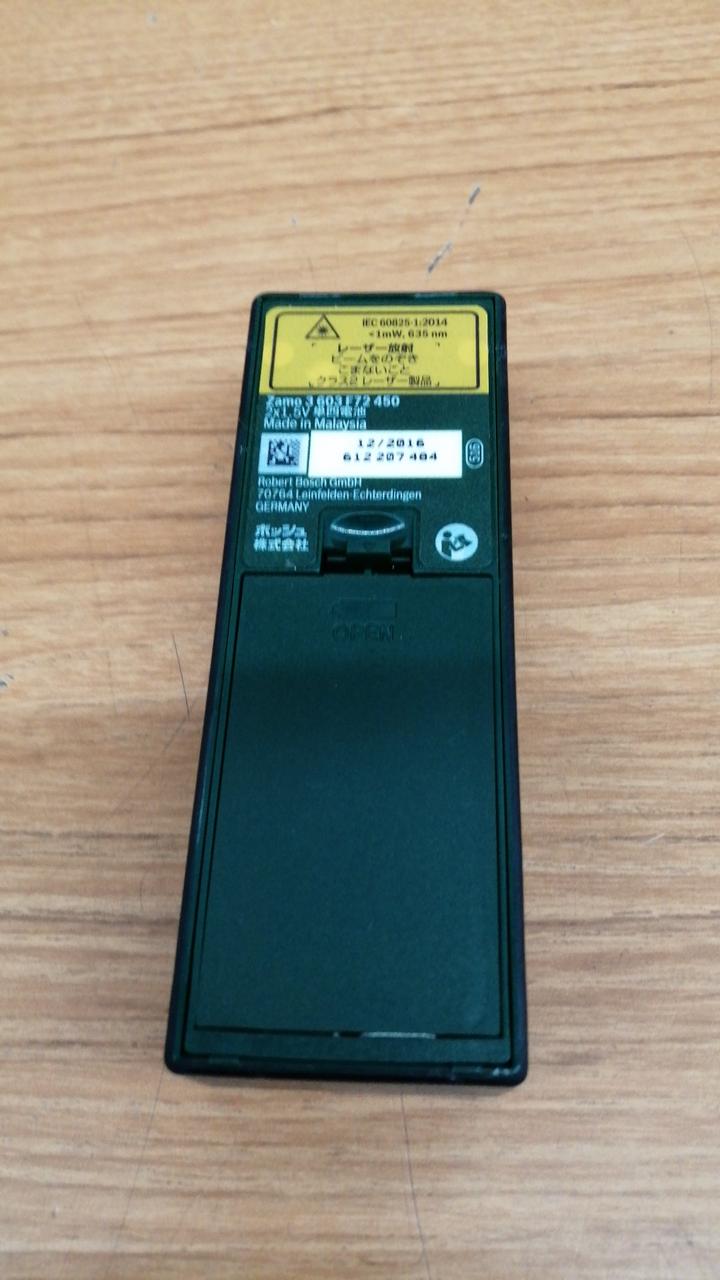 IEC 60825-1:2014
<1mW, 635 nm
レーザー放射
ビームをのぞき
こまないこと
クラス2 レーザー製品
Zamo 3 603 F72 450
2x1.5V 単四電池
Made in Malaysia
12/2016
612 207 484
Robert Bosch GmbH
70764 Leinfelden-Echterdingen
GERMANY
ボッシュ
株式会社
OPEN